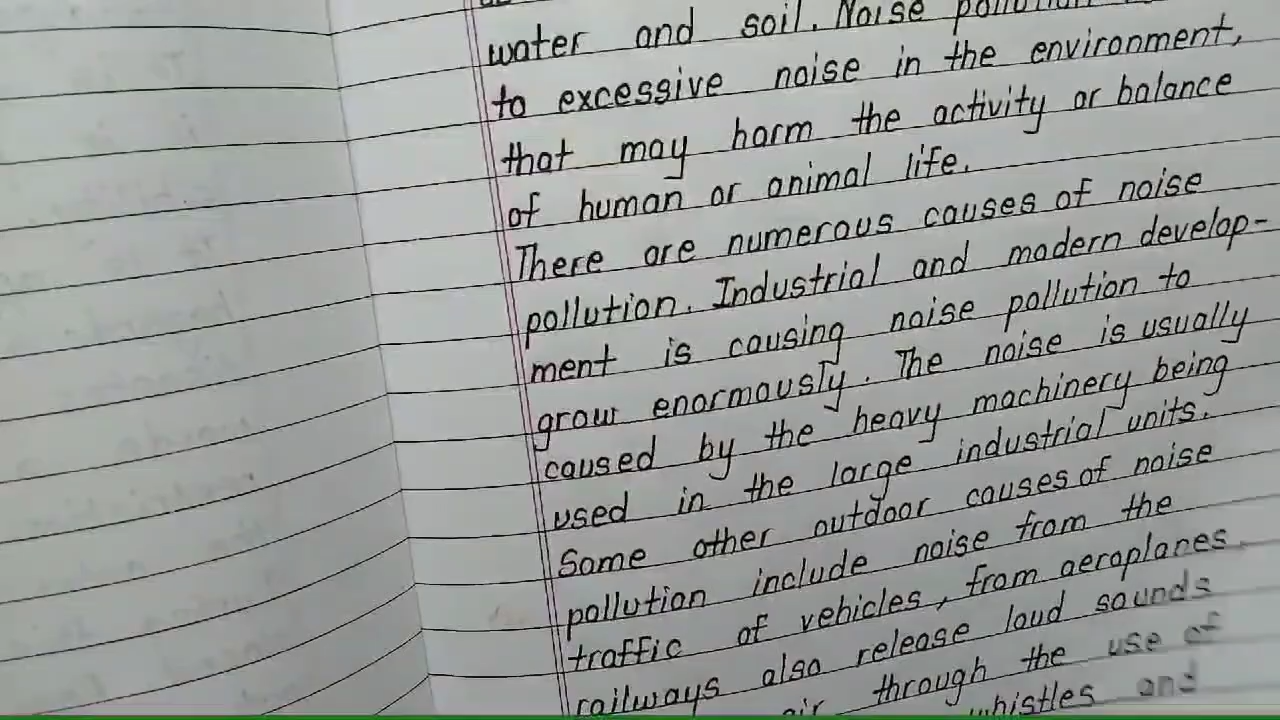 water and soil. Noise pollution
to excessive noise in the environment,
that may harm the activity or balance
of human or animal life.
There are numerous causes of noise
pollution. Industrial and modern develop-
ment is causing noise pollution to
grow enormously. The noise is usually
caused by the heavy machinery being
used in the large industrial units.
Some other outdoor causes of noise
pollution include noise from the
traffic of vehicles, from aeroplanes
railways also release loud sounds
air through the use of
whistles and